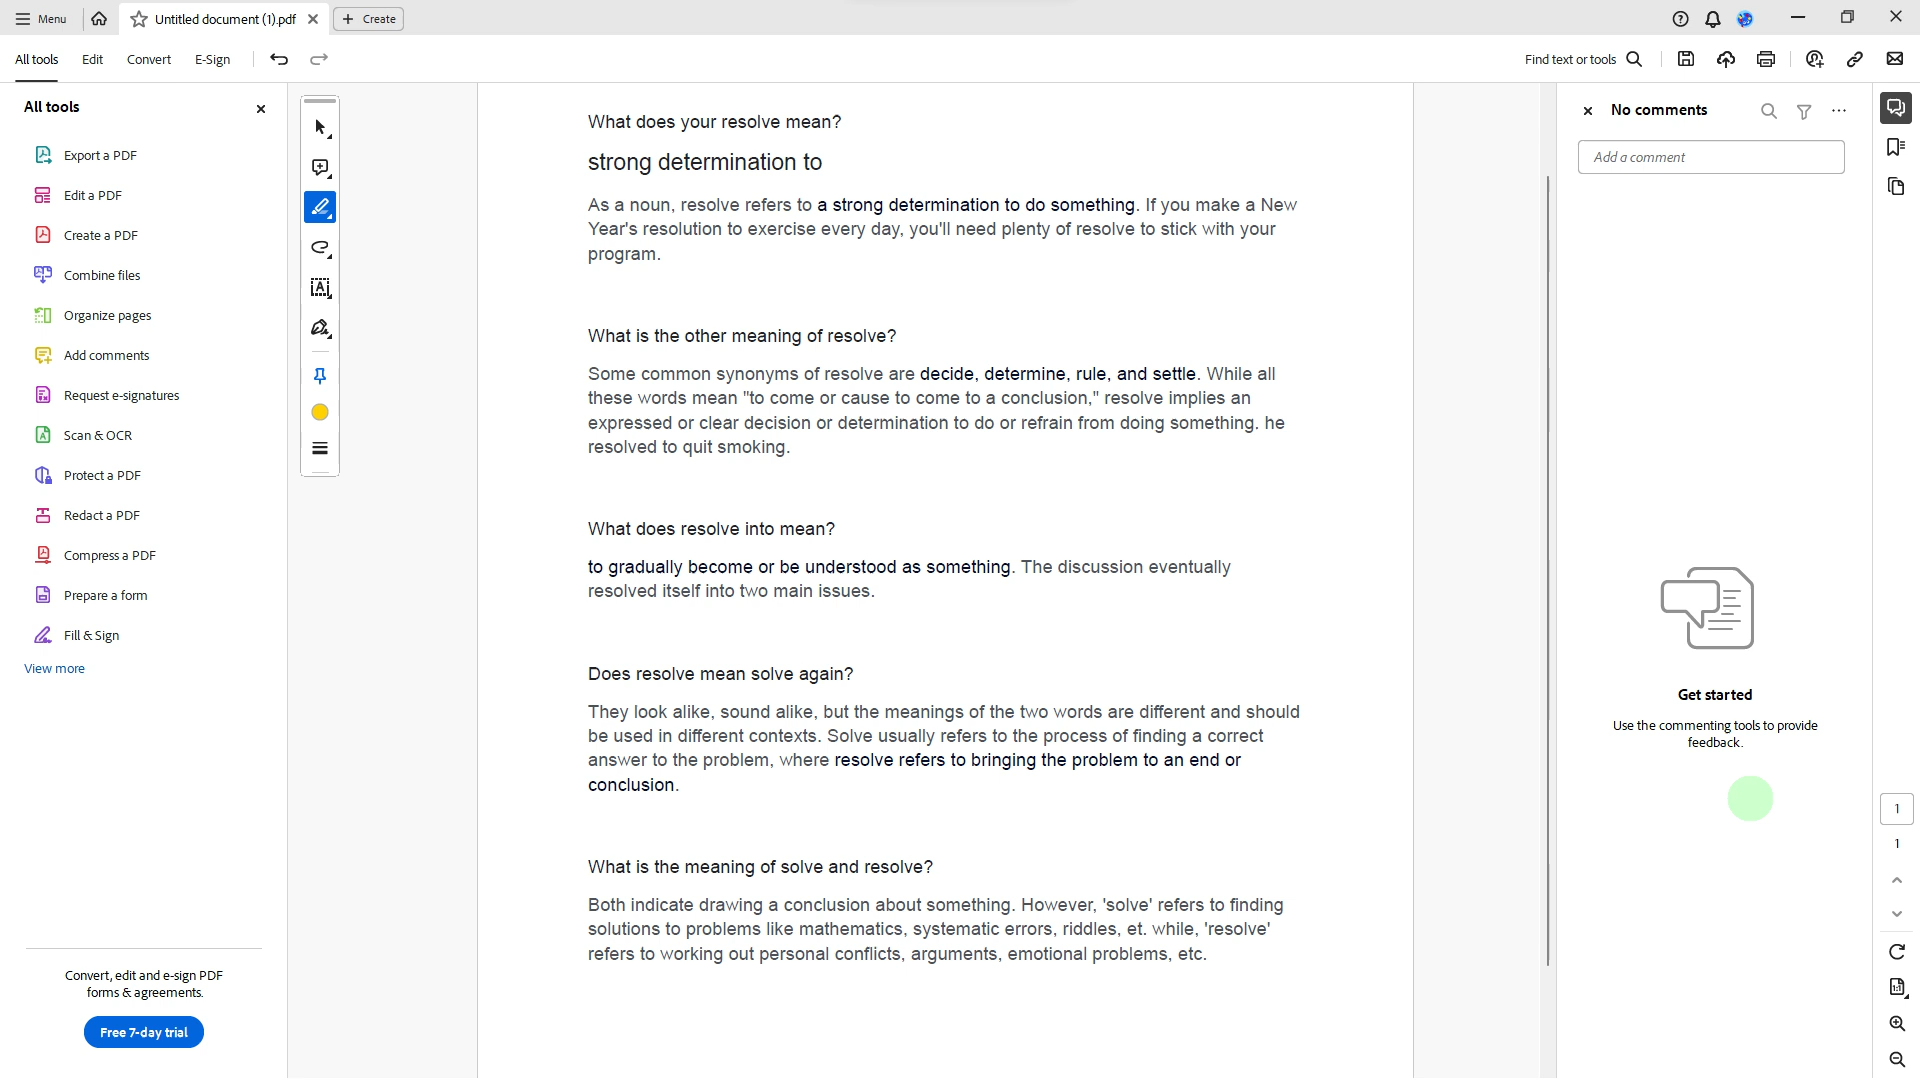 Menu
Untitled document (1).pdf
Create
All tools
Edit
Convert
E-Sign
Find text or tools
All tools
Export a PDF
Edit a PDF
Create a PDF
Combine files
Organize pages
Add comments
Request e-signatures
Scan & OCR
Protect a PDF
Redact a PDF
Compress a PDF
Prepare a form
Fill & Sign
View more
Convert, edit and e-sign PDF
forms & agreements.
Free 7-day trial
What does your resolve mean?
strong determination to
As a noun, resolve refers to a strong determination to do something. If you make a New
Year's resolution to exercise every day, you'll need plenty of resolve to stick with your
program.
What is the other meaning of resolve?
Some common synonyms of resolve are decide, determine, rule, and settle. While all
these words mean "to come or cause to come to a conclusion," resolve implies an
expressed or clear decision or determination to do or refrain from doing something. he
resolved to quit smoking.
What does resolve into mean?
to gradually become or be understood as something. The discussion eventually
resolved itself into two main issues.
Does resolve mean solve again?
They look alike, sound alike, but the meanings of the two words are different and should
be used in different contexts. Solve usually refers to the process of finding a correct
answer to the problem, where resolve refers to bringing the problem to an end or
conclusion.
What is the meaning of solve and resolve?
Both indicate drawing a conclusion about something. However, 'solve' refers to finding
solutions to problems like mathematics, systematic errors, riddles, et. while, 'resolve'
refers to working out personal conflicts, arguments, emotional problems, etc.
No comments
Add a comment
Get started
Use the commenting tools to provide
feedback.
1
1